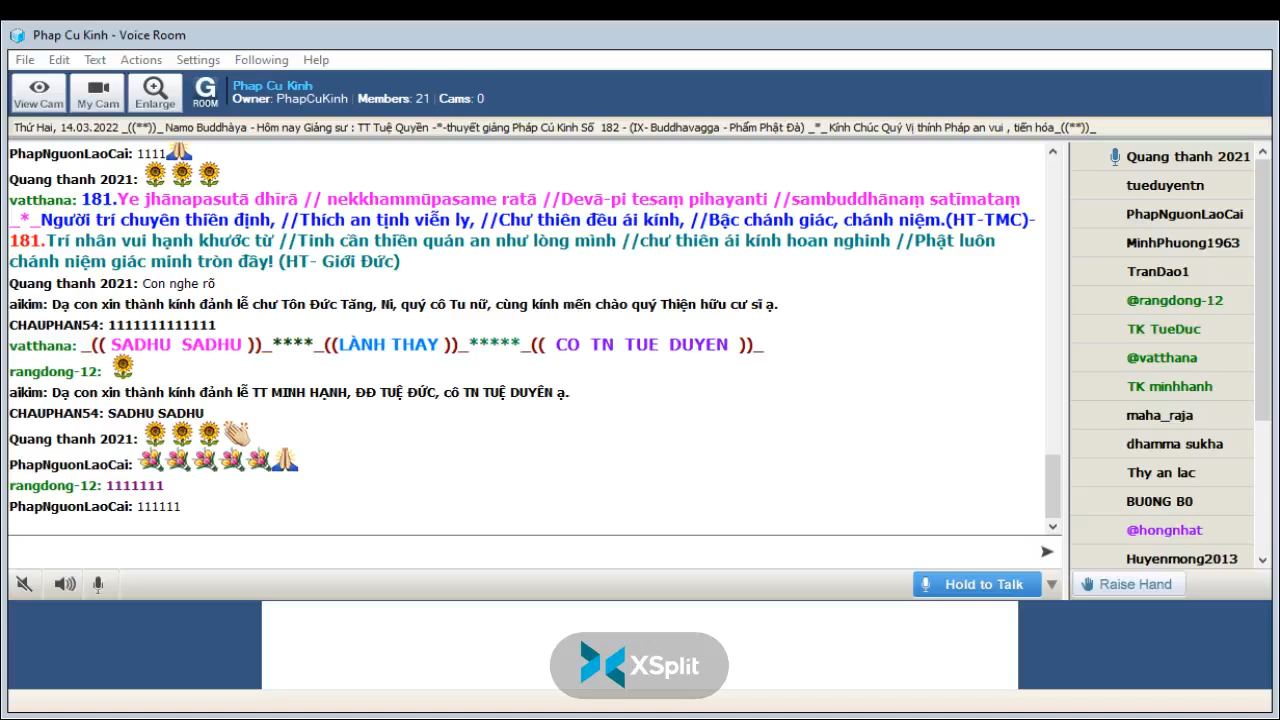 Phap Cu Kinh - Voice Room
File Edit Text Actions Settings Following Help
View Cam My Cam Enlarge G ROOM
Phap Cu Kinh
Owner: PhapCuKinh | Members: 21 | Cams: 0
Thứ Hai, 14.03.2022 _((**))_ Namo Buddhàya - Hôm nay Giảng sư : TT Tuệ Quyền -*-thuyết giảng Pháp Cú Kinh Số 182 - (IX- Buddhavagga - Phẩm Phật Đà) _*_ Kính Chúc Quý Vị thính Pháp an vui , tiến hóa_((**))_
PhapNguonLaoCai: 1111
Quang thanh 2021:
vatthana: 181.Ye jhānapasutā dhīrā // nekkhammūpasame ratā //Devā-pi tesaṃ pihayanti //sambuddhānaṃ satīmataṃ
_*_Người trí chuyên thiền định, //Thích an tịnh viễn ly, //Chư thiên đều ái kính, //Bậc chánh giác, chánh niệm.(HT-TMC)-
181.Trí nhân vui hạnh khước từ //Tinh cần thiền quán an như lòng mình //chư thiên ái kính hoan nghinh //Phật luôn
chánh niệm giác minh tròn đầy! (HT- Giới Đức)
Quang thanh 2021: Con nghe rõ
aikim: Dạ con xin thành kính đảnh lễ chư Tôn Đức Tăng, Ni, quý cô Tu nữ, cùng kính mến chào quý Thiện hữu cư sĩ ạ.
CHAUPHAN54: 1111111111111
vatthana: _(( SADHU SADHU ))_****_((LÀNH THAY ))_*****_(( CO TN TUE DUYEN ))_
rangdong-12:
aikim: Dạ con xin thành kính đảnh lễ TT MINH HẠNH, ĐĐ TUỆ ĐỨC, cô TN TUỆ DUYÊN ạ.
CHAUPHAN54: SADHU SADHU
Quang thanh 2021:
PhapNguonLaoCai:
rangdong-12: 1111111
PhapNguonLaoCai: 111111
Quang thanh 2021
tueduyentn
PhapNguonLaoCai
MinhPhuong1963
TranDao1
@rangdong-12
TK TueDuc
@vatthana
TK minhhanh
maha_raja
dhamma sukha
Thy an lac
BU0NG B0
@hongnhat
Huyenmong2013
Hold to Talk
Raise Hand
XSplit